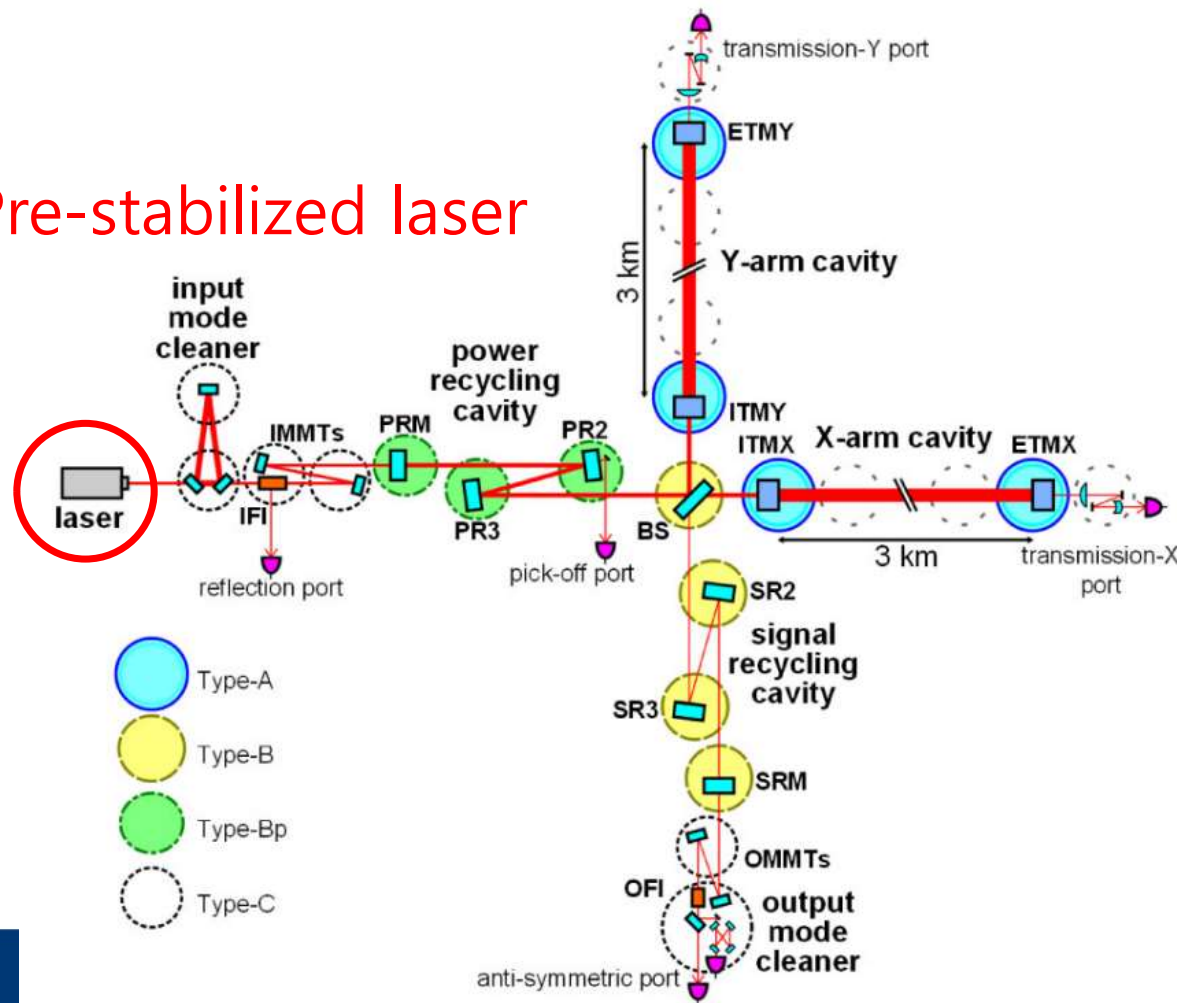 transmission-Y port
ETMY
Pre-stabilized laser
3 km
Y-arm cavity
input
mode
cleaner
power
recycling
cavity
ITMY
IMMTs
PRM
PR2
ITMX
X-arm cavity
ETMX
laser
IFI
PR3
BS
3 km
transmission-X
port
reflection port
pick-off port
SR2
signal
recycling
cavity
SR3
SRM
Type-A
Type-B
Type-Bp
Type-C
OMMTs
OFI
output
mode
cleaner
anti-symmetric port